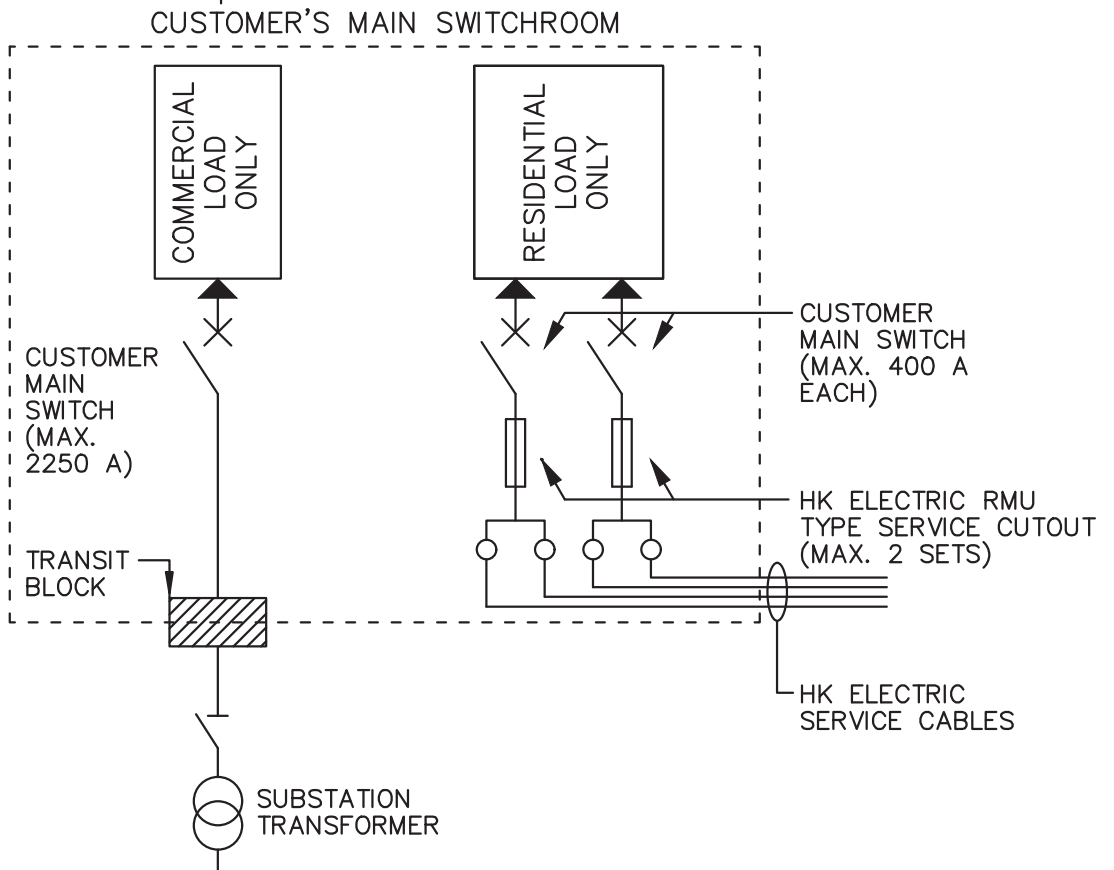 CUSTOMER'S MAIN SWITCHROOM
COMMERCIAL
LOAD
ONLY
RESIDENTIAL
LOAD
ONLY
CUSTOMER
MAIN
SWITCH
(MAX.
2250 A)
CUSTOMER
MAIN SWITCH
(MAX. 400 A
EACH)
HK ELECTRIC RMU
TYPE SERVICE CUTOUT
(MAX. 2 SETS)
TRANSIT
BLOCK
HK ELECTRIC
SERVICE CABLES
SUBSTATION
TRANSFORMER